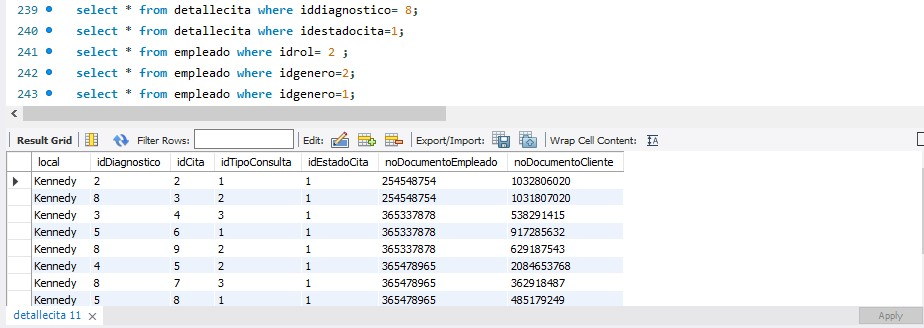 239 select * from detallecita where iddiagnostico= 8;
240 select * from detallecita where idestadocita=1;
241 select * from empleado where idrol= 2 ;
242 select * from empleado where idgenero=2;
243 select * from empleado where idgenero=1;
Result Grid Filter Rows: Edit: Export/Import: Wrap Cell Content:
local idDiagnostico idCita idTipoConsulta idEstadoCita noDocumentoEmpleado noDocumentoCliente
Kennedy 2 2 1 1 254548754 1032806020
Kennedy 8 3 2 1 254548754 1031807020
Kennedy 3 4 3 1 365337878 538291415
Kennedy 5 6 1 1 365337878 917285632
Kennedy 8 9 2 1 365337878 629187543
Kennedy 4 5 2 1 365478965 2084653768
Kennedy 8 7 3 1 365478965 362918487
Kennedy 5 8 1 1 365478965 485179249
detallecita 11 Apply